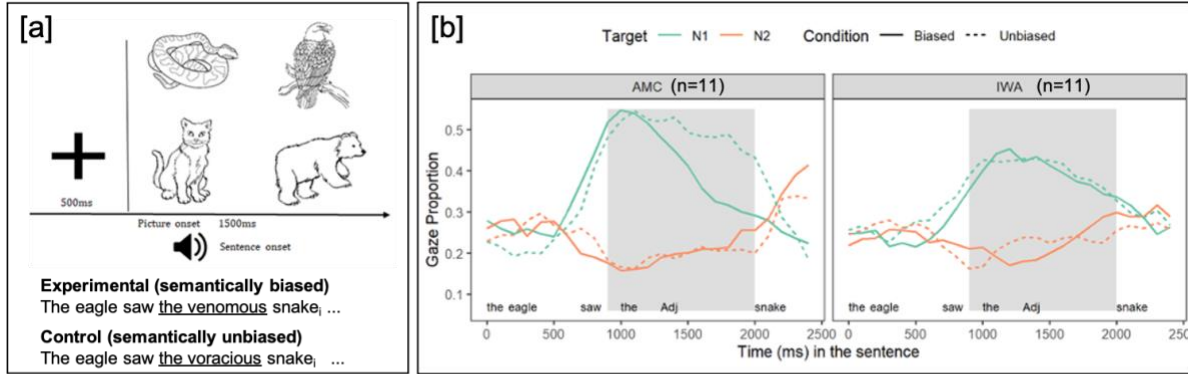 [a]
500ms
Picture onset 1500ms
Sentence onset
Experimental (semantically biased)
The eagle saw the venomous snakei ...
Control (semantically unbiased)
The eagle saw the voracious snakei ...
[b]
Target N1 N2 Condition Biased Unbiased
AMC (n=11) IWA (n=11)
Gaze Proportion
0.5
0.4
0.3
0.2
0.1
the eagle saw the Adj snake the eagle saw the Adj snake
0 500 1000 1500 2000 2500 0 500 1000 1500 2000 2500
Time (ms) in the sentence